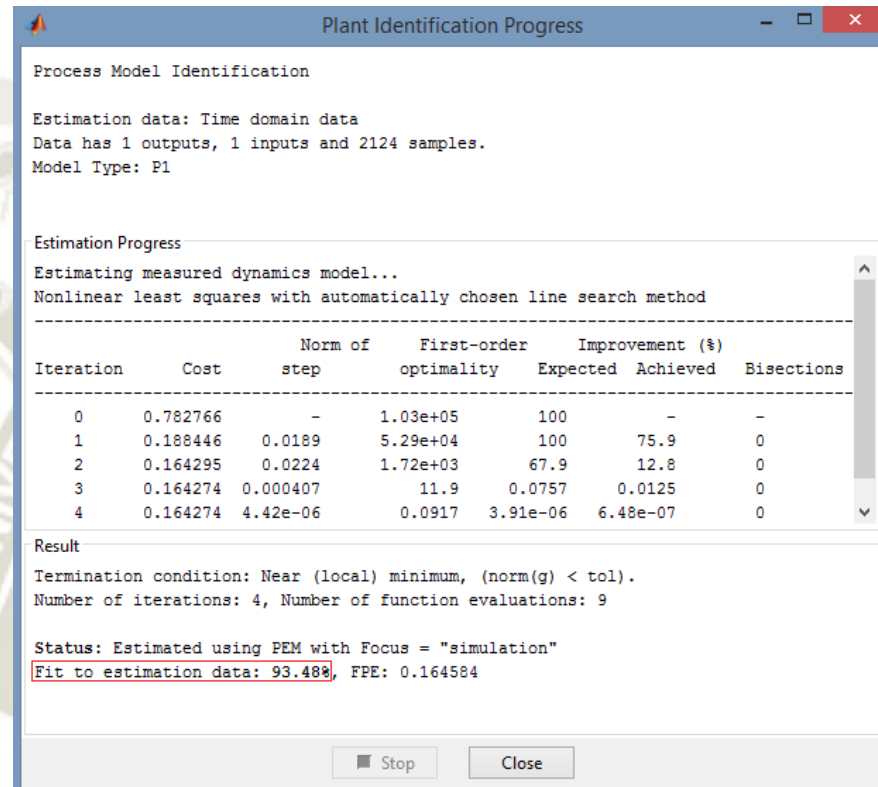 Plant Identification Progress
Process Model Identification
Estimation data: Time domain data
Data has 1 outputs, 1 inputs and 2124 samples.
Model Type: P1
Estimation Progress
Estimating measured dynamics model...
Nonlinear least squares with automatically chosen line search method
------------------------------------------------------------------------------------------
Norm of First-order Improvement (%)
Iteration Cost step optimality Expected Achieved Bisections
------------------------------------------------------------------------------------------
0 0.782766 - 1.03e+05 100 - -
1 0.188446 0.0189 5.29e+04 100 75.9 0
2 0.164295 0.0224 1.72e+03 67.9 12.8 0
3 0.164274 0.000407 11.9 0.0757 0.0125 0
4 0.164274 4.42e-06 0.0917 3.91e-06 6.48e-07 0
Result
Termination condition: Near (local) minimum, (norm(g) < tol).
Number of iterations: 4, Number of function evaluations: 9
Status: Estimated using PEM with Focus = "simulation"
Fit to estimation data: 93.48%, FPE: 0.164584
Stop Close